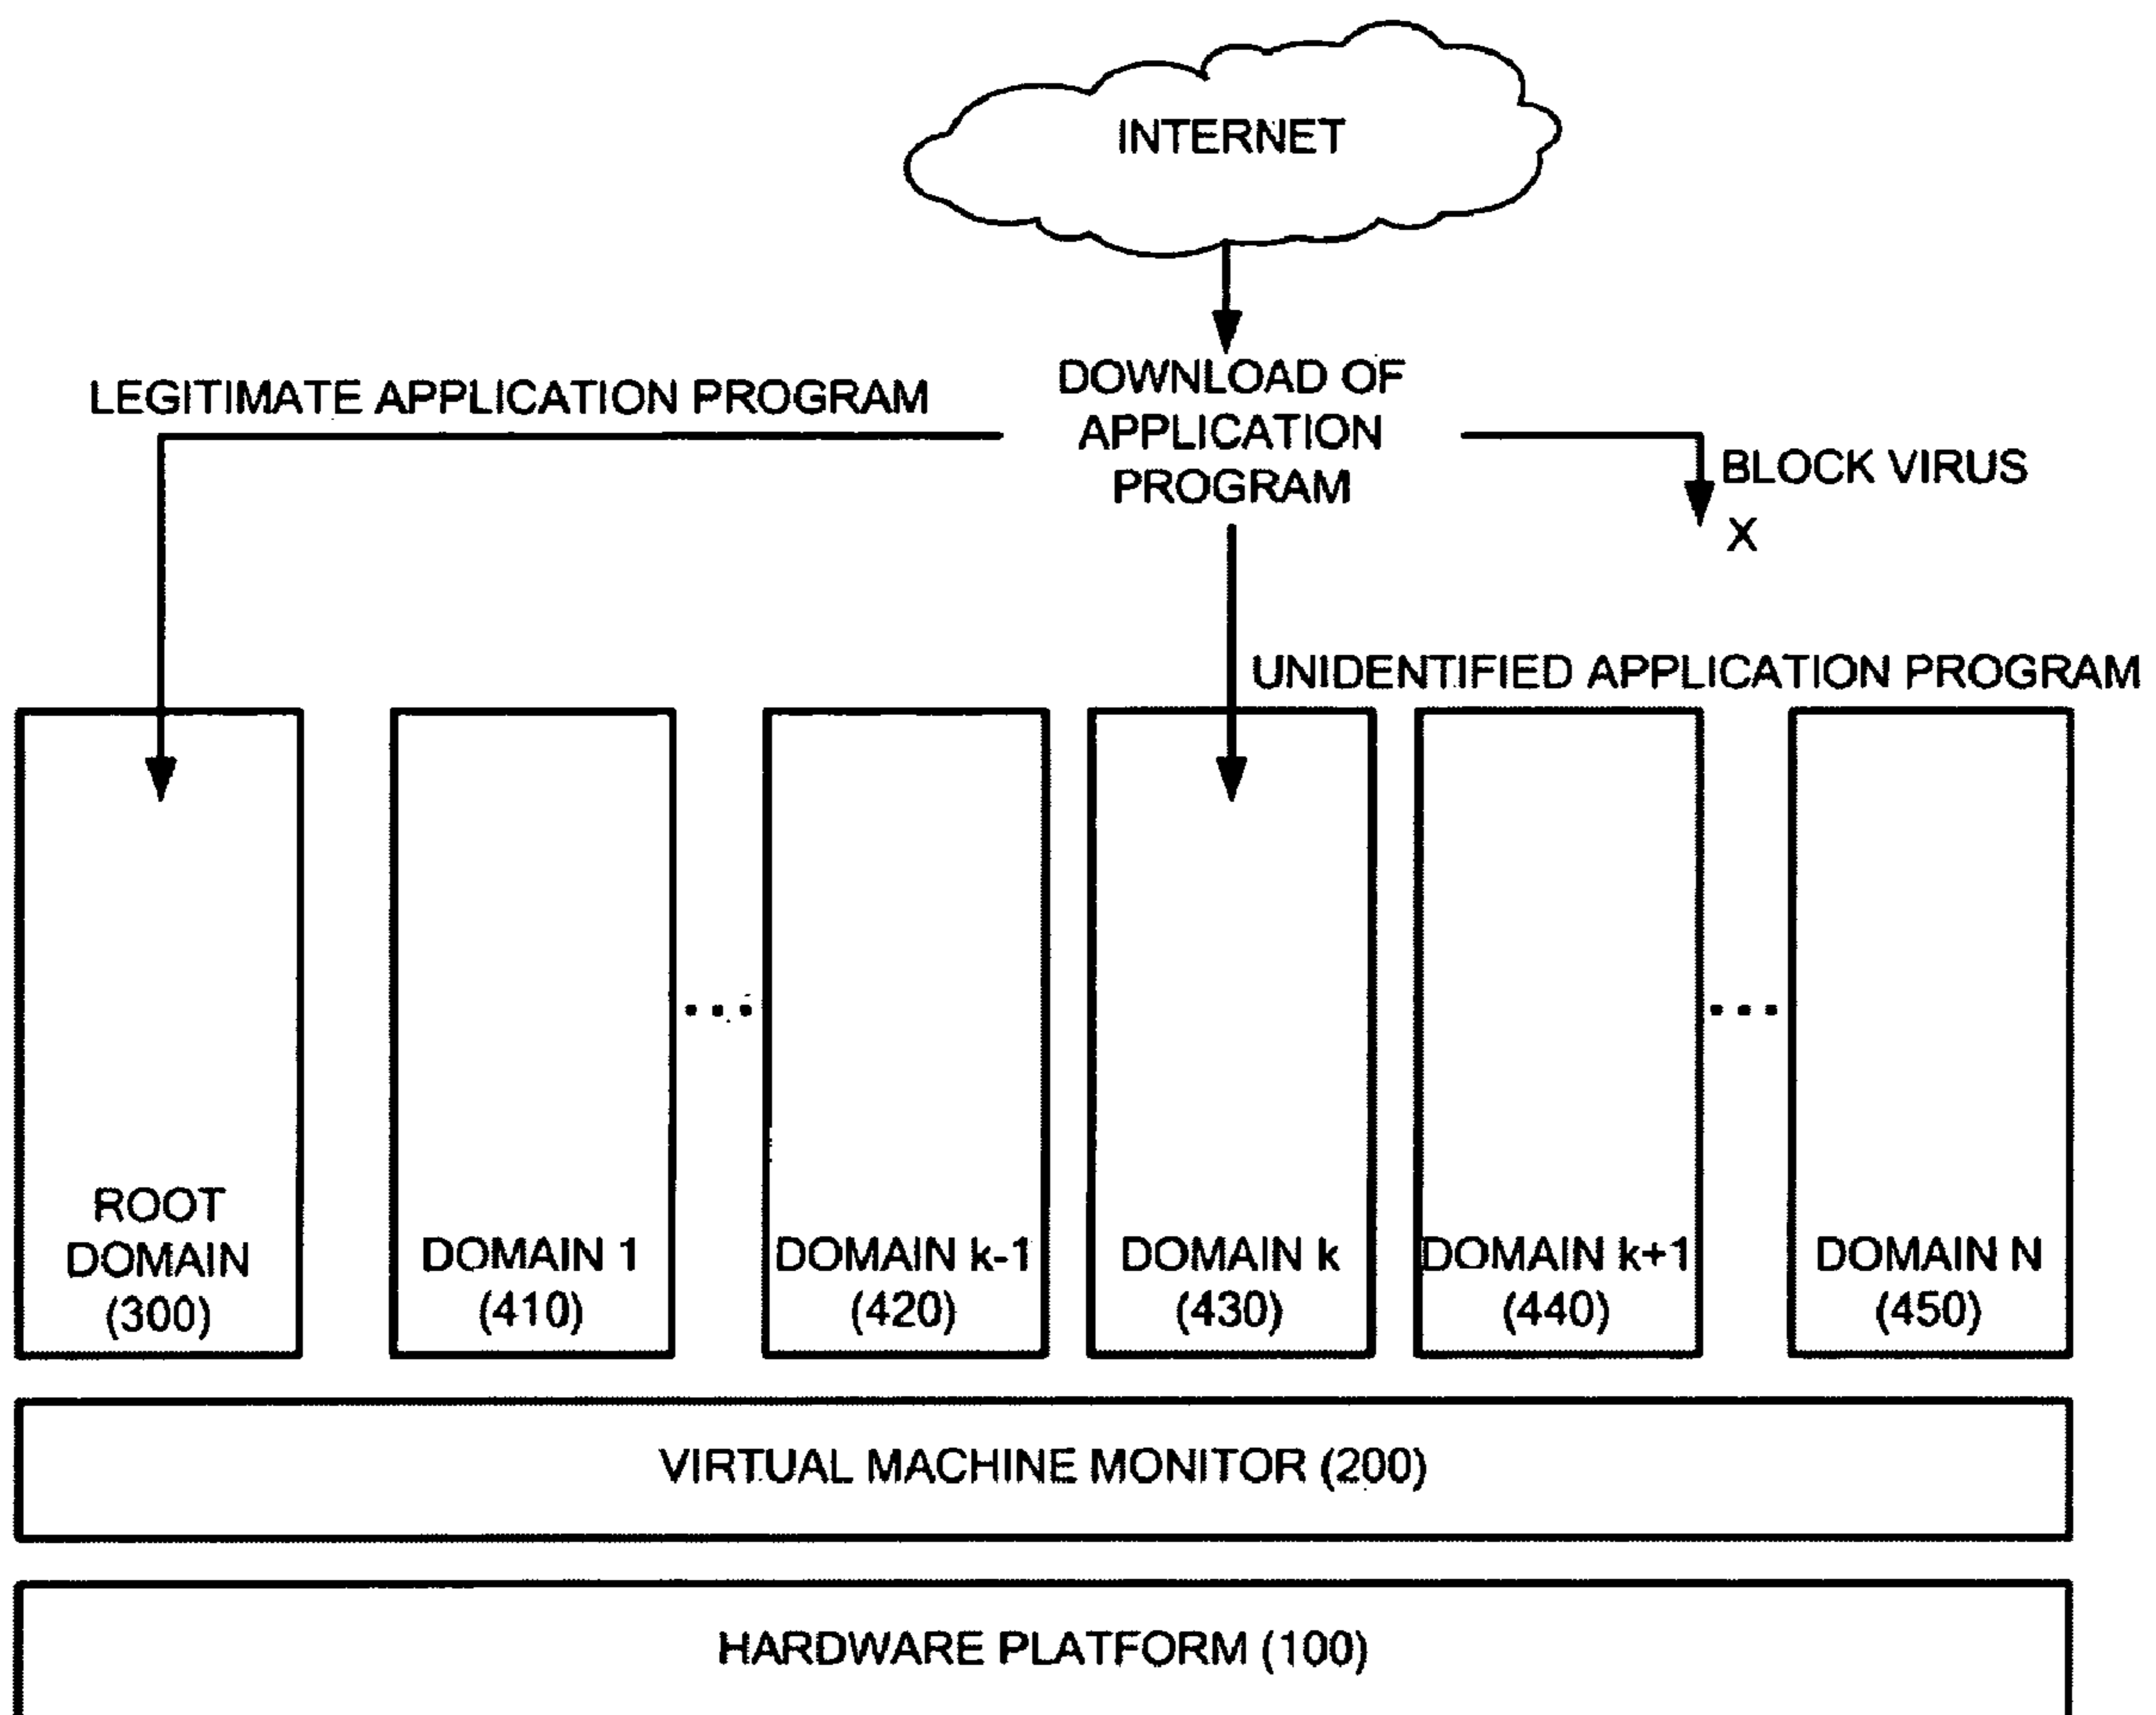 INTERNET
DOWNLOAD OF
APPLICATION
PROGRAM
LEGITIMATE APPLICATION PROGRAM
BLOCK VIRUS
X
UNIDENTIFIED APPLICATION PROGRAM
ROOT
DOMAIN
(300)
DOMAIN 1
(410)
...
DOMAIN k-1
(420)
DOMAIN k
(430)
DOMAIN k+1
(440)
...
DOMAIN N
(450)
VIRTUAL MACHINE MONITOR (200)
HARDWARE PLATFORM (100)